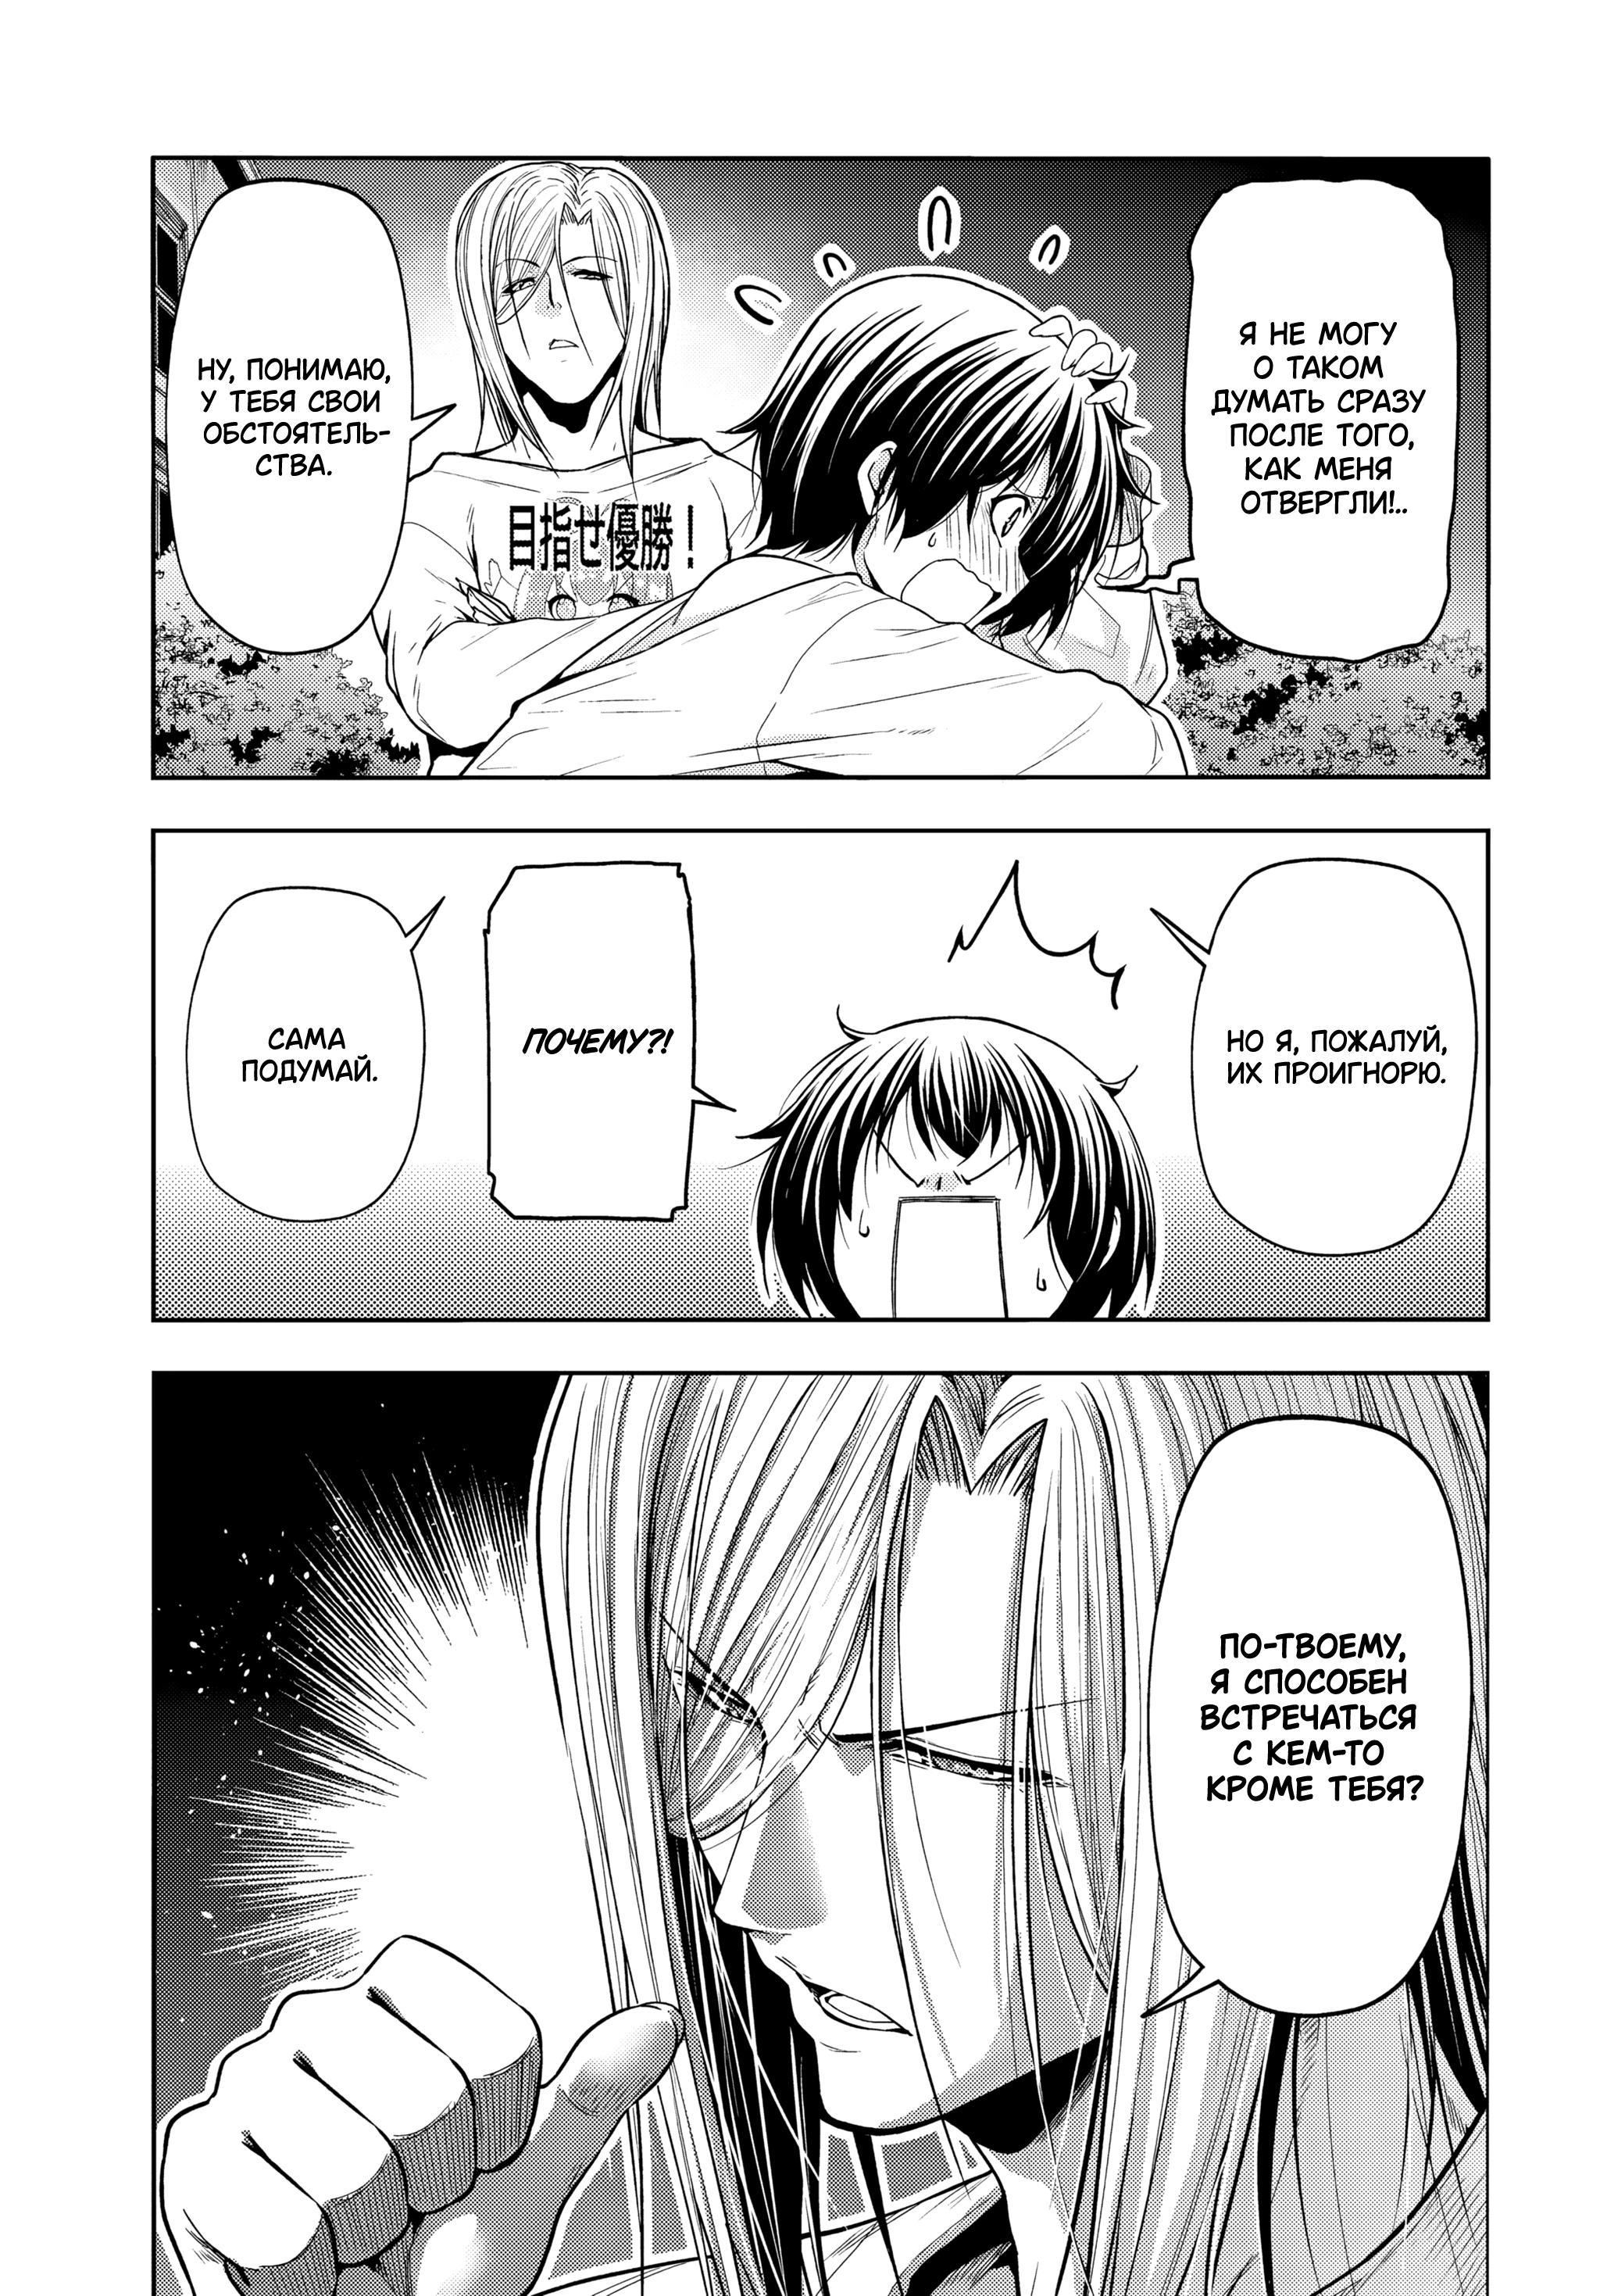 Я НЕ МОГУ
О ТАКОМ
ДУМАТЬ СРАЗУ
ПОСЛЕ ТОГО,
КАК МЕНЯ
ОТВЕРГЛИ!..
НУ, ПОНИМАЮ,
У ТЕБЯ СВОИ
ОБСТОЯТЕЛЬ-
СТВА.
目指せ優勝！
НО Я, ПОЖАЛУЙ,
ИХ ПРОИГНОРЮ.
ПОЧЕМУ?!
САМА
ПОДУМАЙ.
ПО-ТВОЕМУ,
Я СПОСОБЕН
ВСТРЕЧАТЬСЯ
С КЕМ-ТО
КРОМЕ ТЕБЯ?